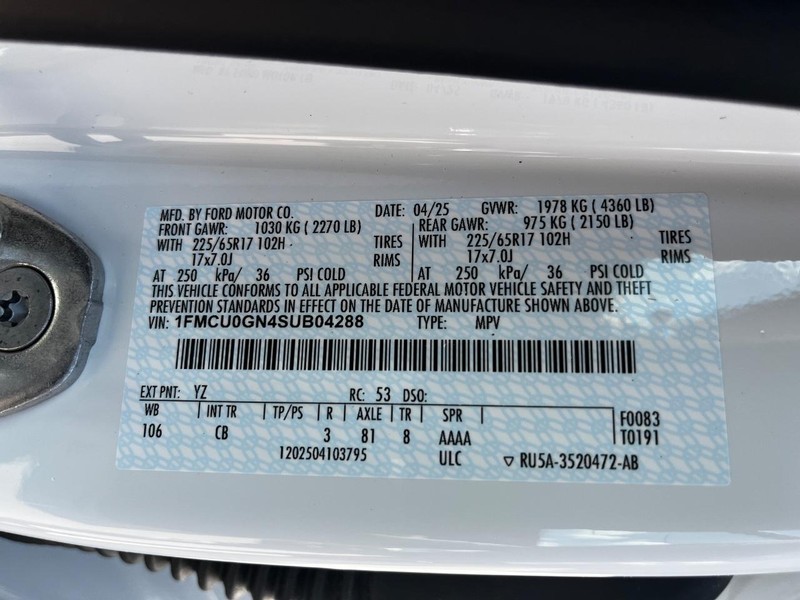 MFD. BY FORD MOTOR CO. DATE: 04/25 GVWR: 1978 KG ( 4360 LB)
FRONT GAWR: 1030 KG ( 2270 LB) REAR GAWR: 975 KG ( 2150 LB)
WITH 225/65R17 102H TIRES WITH 225/65R17 102H TIRES
17x7.0J RIMS 17x7.0J RIMS
AT 250 kPa/ 36 PSI COLD AT 250 kPa/ 36 PSI COLD
THIS VEHICLE CONFORMS TO ALL APPLICABLE FEDERAL MOTOR VEHICLE SAFETY AND THEFT
PREVENTION STANDARDS IN EFFECT ON THE DATE OF MANUFACTURE SHOWN ABOVE.
VIN: 1FMCU0GN4SUB04288 TYPE: MPV
EXT PNT: YZ RC: 53 DSO:
WB INT TR TP/PS R AXLE TR SPR F0083
106 CB 3 81 8 AAAA T0191
1202504103795 ULC ▽ RU5A-3520472-AB